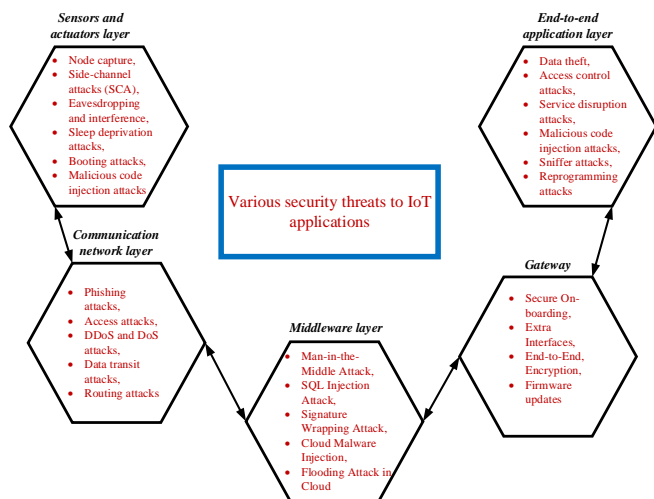 Sensors and
actuators layer
• Node capture,
• Side-channel
attacks (SCA),
• Eavesdropping
and interference,
• Sleep deprivation
attacks,
• Booting attacks,
• Malicious code
injection attacks
End-to-end
application layer
• Data theft,
• Access control
attacks,
• Service disruption
attacks,
• Malicious code
injection attacks,
• Sniffer attacks,
• Reprogramming
attacks
Various security threats to IoT
applications
Communication
network layer
• Phishing
attacks,
• Access attacks,
• DDoS and DoS
attacks,
• Data transit
attacks,
• Routing attacks
Middleware layer
• Man-in-the-
Middle Attack,
• SQL Injection
Attack,
• Signature
Wrapping Attack,
• Cloud Malware
Injection,
• Flooding Attack in
Cloud
Gateway
• Secure On-
boarding,
• Extra
Interfaces,
• End-to-End,
Encryption,
• Firmware
updates